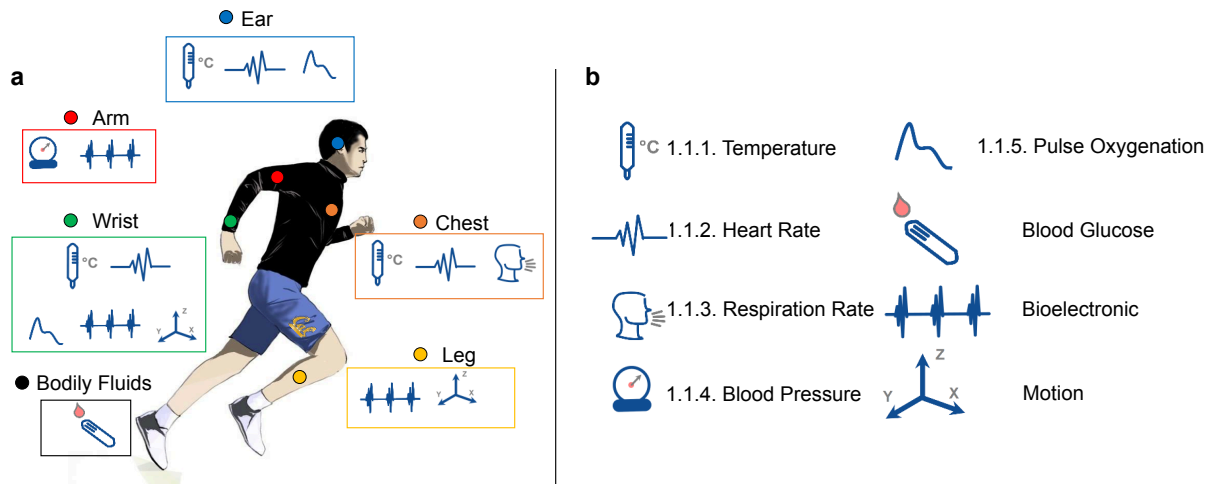 Ear
°C
a
Arm
Wrist
°C
Z
Y
X
Chest
°C
Leg
Z
Y
X
Bodily Fluids
b
°C
1.1.1. Temperature
1.1.5. Pulse Oxygenation
1.1.2. Heart Rate
Blood Glucose
1.1.3. Respiration Rate
Bioelectronic
1.1.4. Blood Pressure
Z
Y
X
Motion